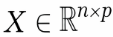 X ∈ ℝ^{n×p}